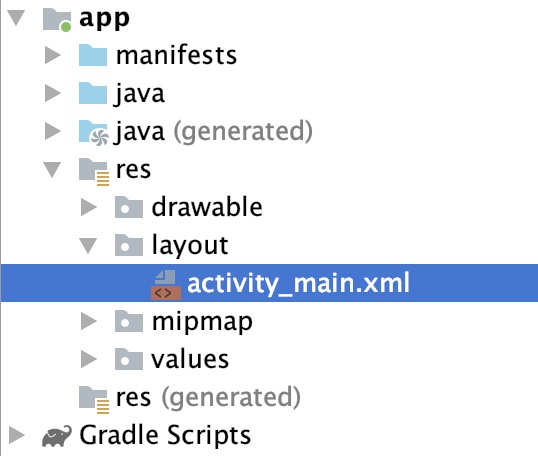 app
manifests
java
java (generated)
res
drawable
layout
activity_main.xml
mipmap
values
res (generated)
Gradle Scripts